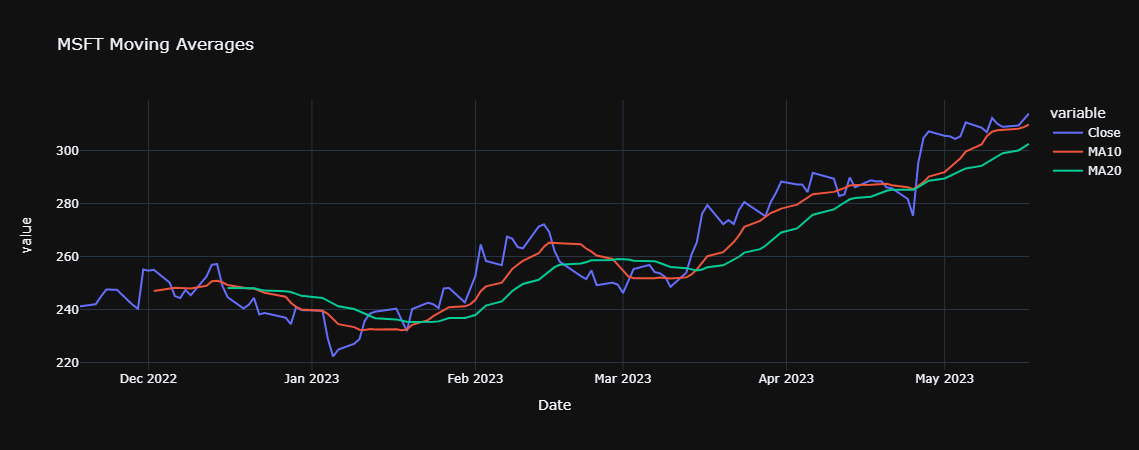 MSFT Moving Averages
variable
Close
MA10
MA20
value
300
280
260
240
220
Dec 2022 Jan 2023 Feb 2023 Mar 2023 Apr 2023 May 2023
Date